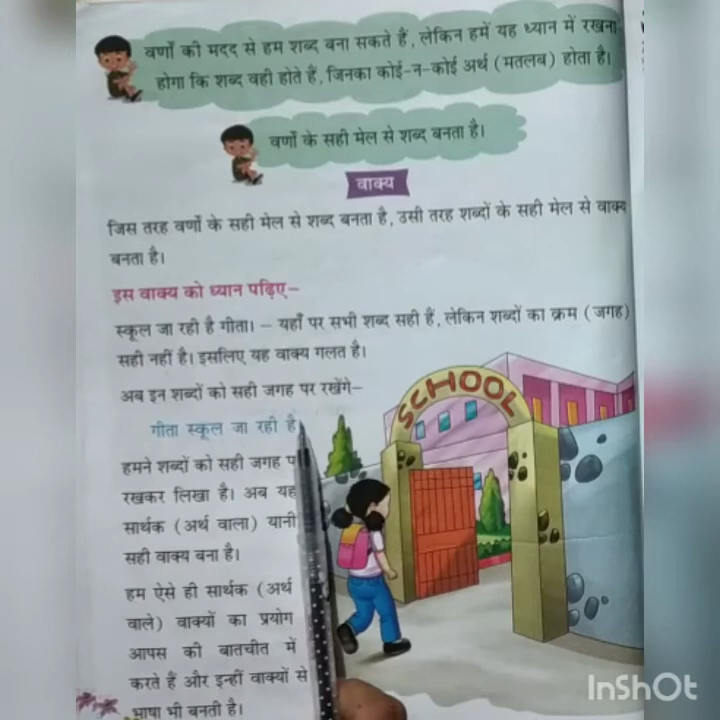 वर्णों की मदद से हम शब्द बना सकते हैं, लेकिन हमें यह ध्यान में रखना
होगा कि शब्द वही होते हैं, जिनका कोई-न-कोई अर्थ (मतलब) होता है।
वर्णों के सही मेल से शब्द बनता है।
वाक्य
जिस तरह वर्णों के सही मेल से शब्द बनता है, उसी तरह शब्दों के सही मेल से वाक्य
बनता है।
इस वाक्य को ध्यान पढ़िए–
स्कूल जा रही है गीता। – यहाँ पर सभी शब्द सही हैं, लेकिन शब्दों का क्रम (जगह)
सही नहीं है। इसलिए यह वाक्य गलत है।
अब इन शब्दों को सही जगह पर रखेंगे–
गीता स्कूल जा रही है
हमने शब्दों को सही जगह प
रखकर लिखा है। अब यह
सार्थक (अर्थ वाला) यानी
सही वाक्य बना है।
हम ऐसे ही सार्थक (अर्थ
वाले) वाक्यों का प्रयोग
आपस की बातचीत में
करते हैं और इन्हीं वाक्यों से
भाषा भी बनती है।
SCHOOL
InShOt